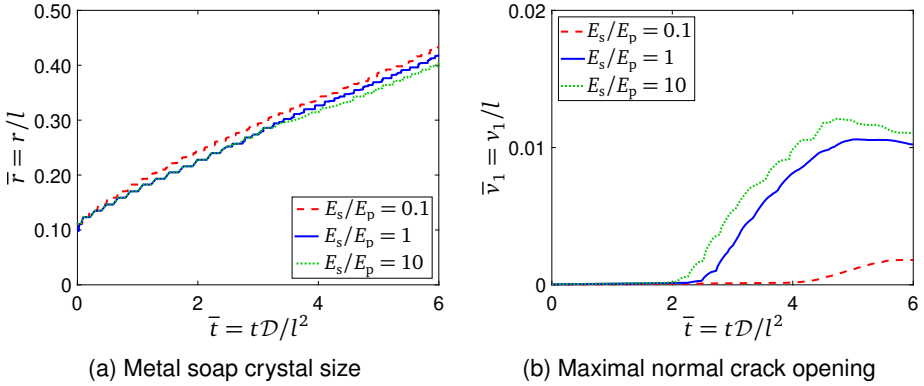 0.50
0.40
0.30
0.20
0.10
0
0 2 4 6
r̅ = r/l
t̅ = t𝒟/l²
E_s/E_p = 0.1
E_s/E_p = 1
E_s/E_p = 10
(a) Metal soap crystal size
0.02
0.01
0
0 2 4 6
v̅₁ = v₁/l
t̅ = t𝒟/l²
E_s/E_p = 0.1
E_s/E_p = 1
E_s/E_p = 10
(b) Maximal normal crack opening